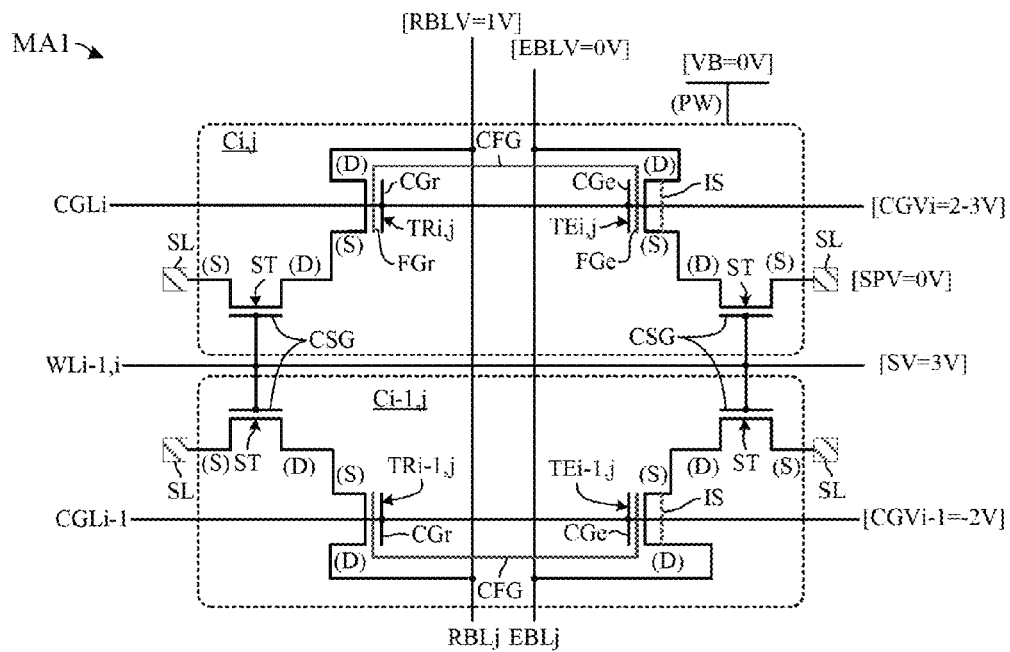 MA1
[RBLV=1V]
[EBLV=0V]
[VB=0V]
(PW)
Ci,j
(D)
CFG
(D)
CGr
CGe
IS
CGLi
[CGVi=2-3V]
TRi,j
TEi,j
SL
(S)
ST
(D)
(S)
FGr
FGe
(S)
(D)
ST
(S)
SL
[SPV=0V]
CSG
CSG
WLi-1,i
[SV=3V]
Ci-1,j
SL
(S)
ST
(D)
(S)
TRi-1,j
TEi-1,j
(S)
(D)
ST
(S)
SL
IS
CGLi-1
[CGVi-1=-2V]
CGr
CGe
(D)
CFG
(D)
RBLj
EBLj